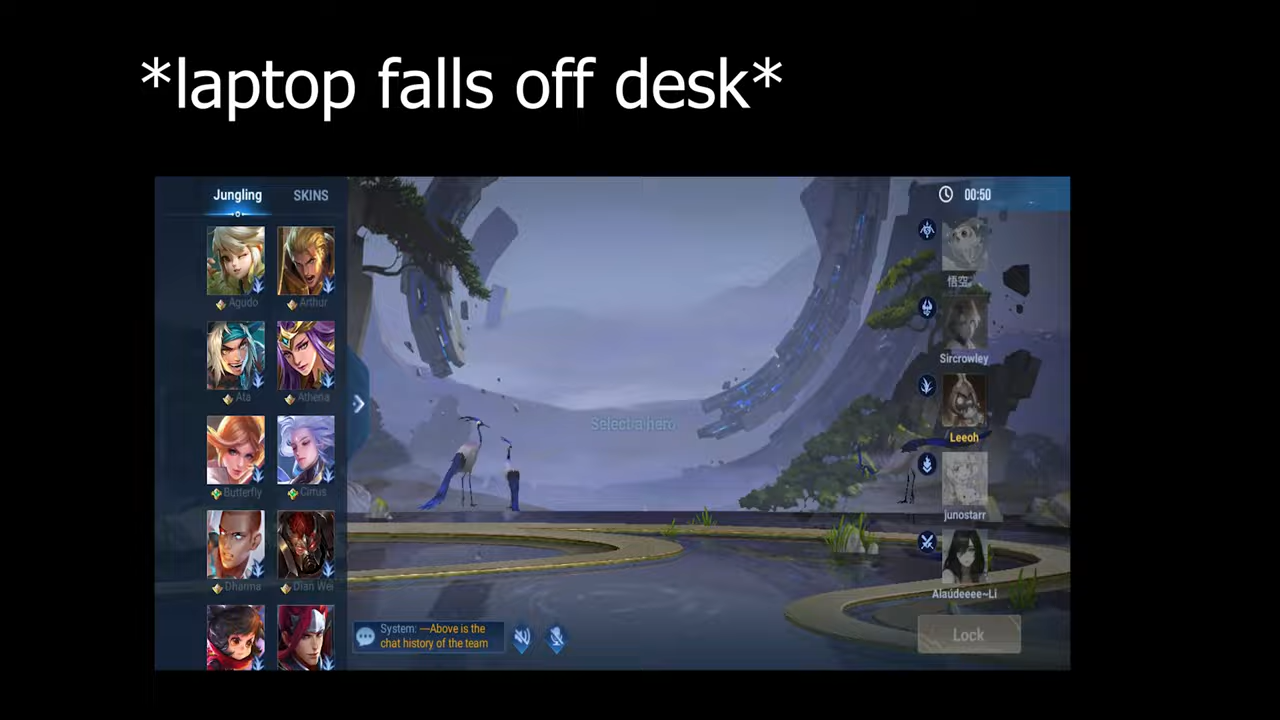 *laptop falls off desk*
Jungling
SKINS
00:50
Agudo
Arthur
悟空
Sircrowley
Ata
Athena
Select a hero
Leeoh
Butterfly
Cirrus
junostarr
Dharma
Dian Wei
Alaudeeee~Li
System: —Above is the
chat history of the team
Lock